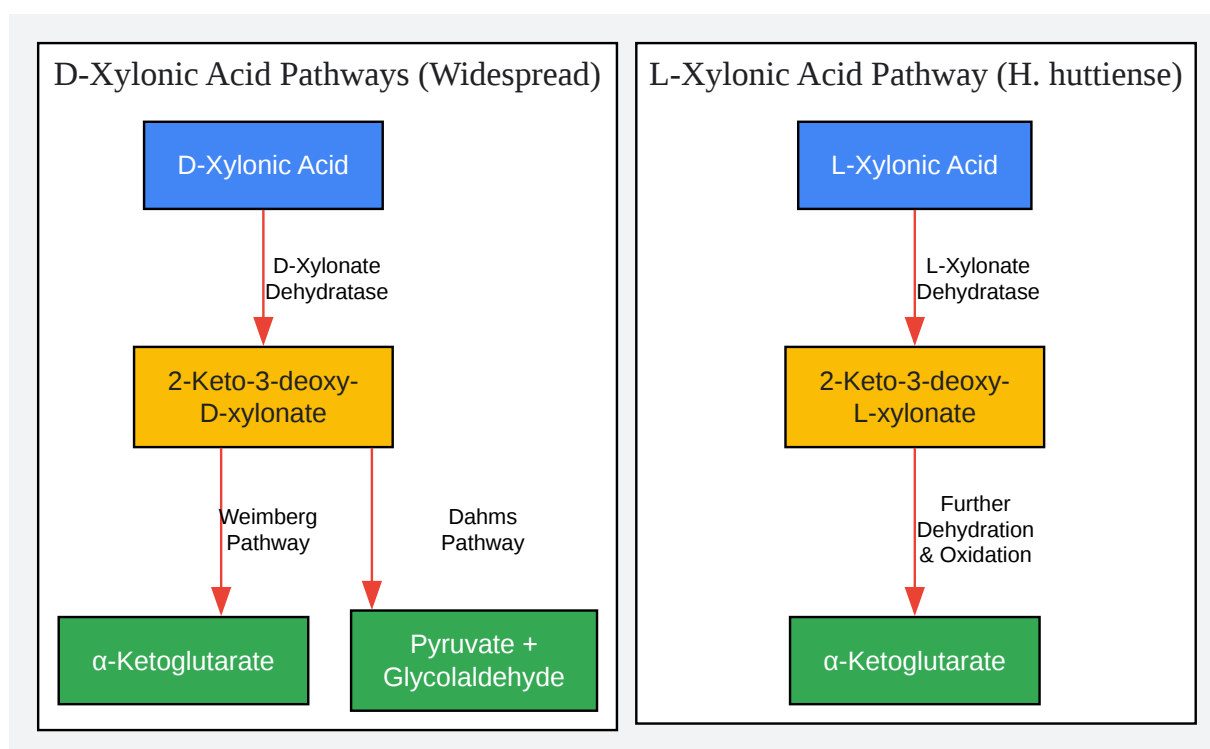 D-Xylonic Acid Pathways (Widespread)
D-Xylonic Acid
D-Xylonate
Dehydratase
2-Keto-3-deoxy-
D-xylonate
Weimberg
Pathway
Dahms
Pathway
α-Ketoglutarate
Pyruvate +
Glycolaldehyde
L-Xylonic Acid Pathway (H. huttiense)
L-Xylonic Acid
L-Xylonate
Dehydratase
2-Keto-3-deoxy-
L-xylonate
Further
Dehydration
& Oxidation
α-Ketoglutarate